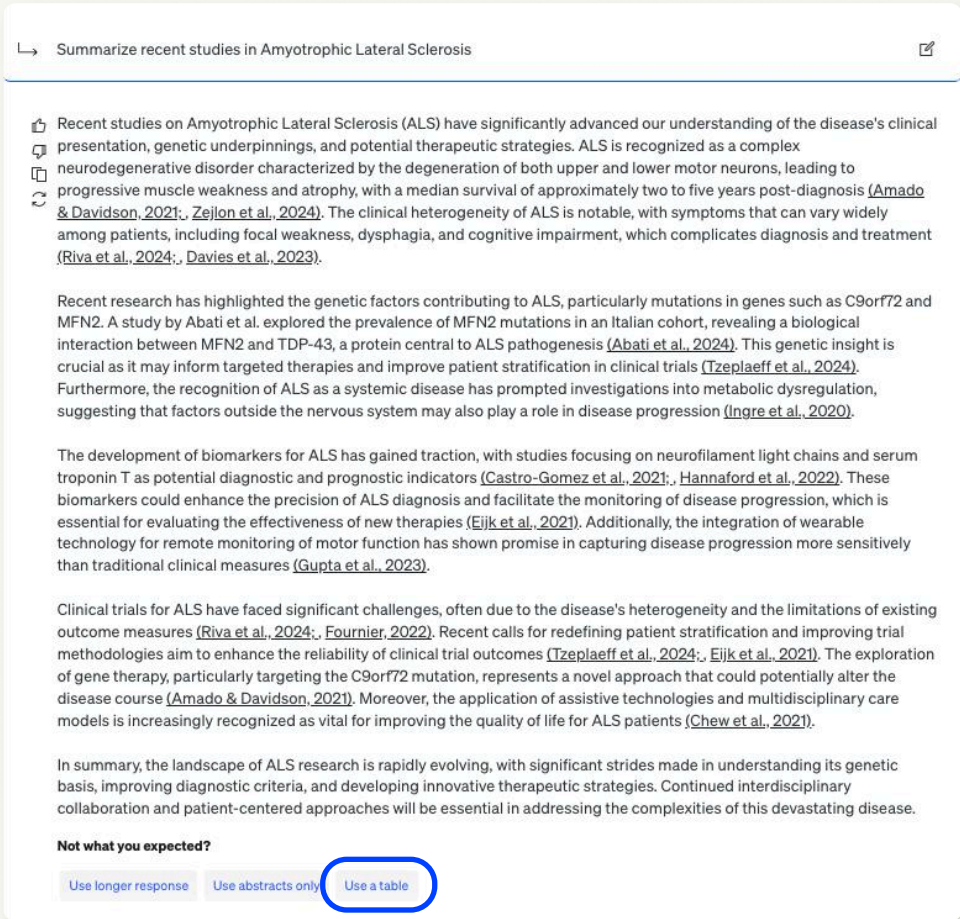 Summarize recent studies in Amyotrophic Lateral Sclerosis
Recent studies on Amyotrophic Lateral Sclerosis (ALS) have significantly advanced our understanding of the disease's clinical
presentation, genetic underpinnings, and potential therapeutic strategies. ALS is recognized as a complex
neurodegenerative disorder characterized by the degeneration of both upper and lower motor neurons, leading to
progressive muscle weakness and atrophy, with a median survival of approximately two to five years post-diagnosis (Amado
& Davidson, 2021; , Zejlon et al., 2024). The clinical heterogeneity of ALS is notable, with symptoms that can vary widely
among patients, including focal weakness, dysphagia, and cognitive impairment, which complicates diagnosis and treatment
(Riva et al., 2024; , Davies et al., 2023).
Recent research has highlighted the genetic factors contributing to ALS, particularly mutations in genes such as C9orf72 and
MFN2. A study by Abati et al. explored the prevalence of MFN2 mutations in an Italian cohort, revealing a biological
interaction between MFN2 and TDP-43, a protein central to ALS pathogenesis (Abati et al., 2024). This genetic insight is
crucial as it may inform targeted therapies and improve patient stratification in clinical trials (Tzeplaeff et al., 2024).
Furthermore, the recognition of ALS as a systemic disease has prompted investigations into metabolic dysregulation,
suggesting that factors outside the nervous system may also play a role in disease progression (Ingre et al., 2020).
The development of biomarkers for ALS has gained traction, with studies focusing on neurofilament light chains and serum
troponin T as potential diagnostic and prognostic indicators (Castro-Gomez et al., 2021; , Hannaford et al., 2022). These
biomarkers could enhance the precision of ALS diagnosis and facilitate the monitoring of disease progression, which is
essential for evaluating the effectiveness of new therapies (Eijk et al., 2021). Additionally, the integration of wearable
technology for remote monitoring of motor function has shown promise in capturing disease progression more sensitively
than traditional clinical measures (Gupta et al., 2023).
Clinical trials for ALS have faced significant challenges, often due to the disease's heterogeneity and the limitations of existing
outcome measures (Riva et al., 2024; , Fournier, 2022). Recent calls for redefining patient stratification and improving trial
methodologies aim to enhance the reliability of clinical trial outcomes (Tzeplaeff et al., 2024; , Eijk et al., 2021). The exploration
of gene therapy, particularly targeting the C9orf72 mutation, represents a novel approach that could potentially alter the
disease course (Amado & Davidson, 2021). Moreover, the application of assistive technologies and multidisciplinary care
models is increasingly recognized as vital for improving the quality of life for ALS patients (Chew et al., 2021).
In summary, the landscape of ALS research is rapidly evolving, with significant strides made in understanding its genetic
basis, improving diagnostic criteria, and developing innovative therapeutic strategies. Continued interdisciplinary
collaboration and patient-centered approaches will be essential in addressing the complexities of this devastating disease.
Not what you expected?
Use longer response Use abstracts only Use a table